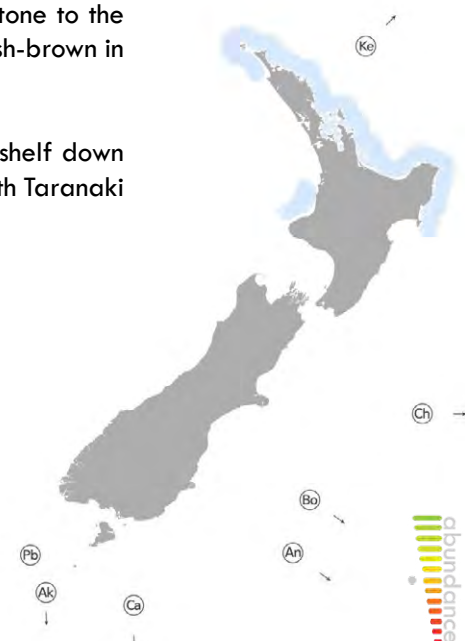 tone to the
sh-brown in
shelf down
th Taranaki
Ke
Ch
Bo
An
Pb
Ak
Ca
abundance